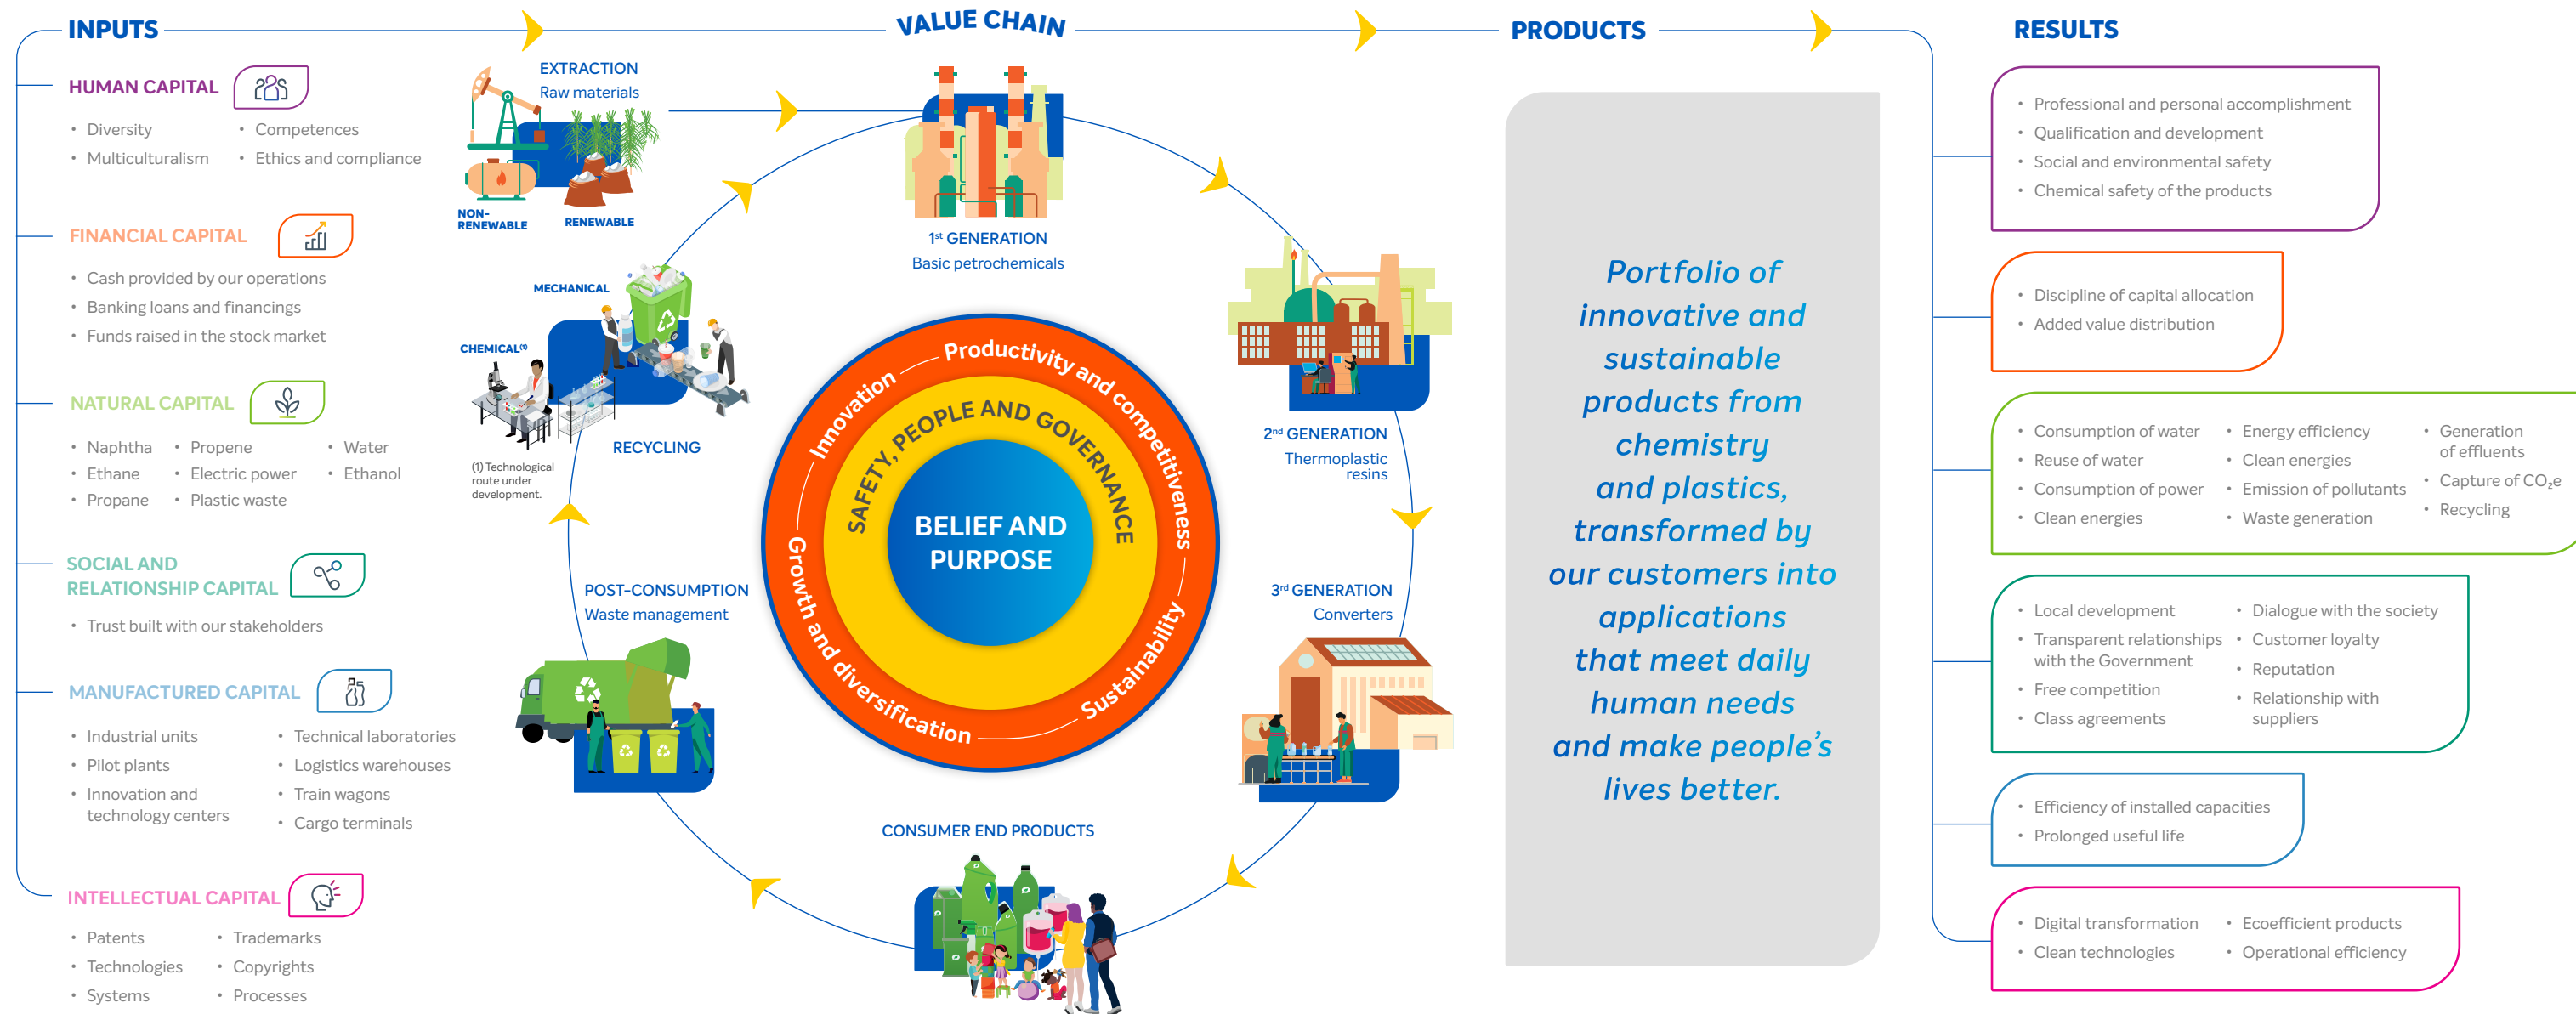 INPUTS
VALUE CHAIN
PRODUCTS
RESULTS
HUMAN CAPITAL
• Diversity
• Multiculturalism
• Competences
• Ethics and compliance
FINANCIAL CAPITAL
• Cash provided by our operations
• Banking loans and financings
• Funds raised in the stock market
NATURAL CAPITAL
• Naphtha
• Ethane
• Propane
• Propene
• Electric power
• Plastic waste
• Water
• Ethanol
SOCIAL AND
RELATIONSHIP CAPITAL
• Trust built with our stakeholders
MANUFACTURED CAPITAL
• Industrial units
• Pilot plants
• Innovation and
technology centers
• Technical laboratories
• Logistics warehouses
• Train wagons
• Cargo terminals
INTELLECTUAL CAPITAL
• Patents
• Technologies
• Systems
• Trademarks
• Copyrights
• Processes
EXTRACTION
Raw materials
NON-
RENEWABLE
RENEWABLE
1st GENERATION
Basic petrochemicals
2nd GENERATION
Thermoplastic
resins
3rd GENERATION
Converters
CONSUMER END PRODUCTS
POST-CONSUMPTION
Waste management
MECHANICAL
CHEMICAL(1)
RECYCLING
(1) Technological
route under
development.
Innovation
Productivity and competitiveness
Sustainability
Growth and diversification
SAFETY, PEOPLE AND GOVERNANCE
BELIEF AND
PURPOSE
Portfolio of
innovative and
sustainable
products from
chemistry
and plastics,
transformed by
our customers into
applications
that meet daily
human needs
and make people's
lives better.
• Professional and personal accomplishment
• Qualification and development
• Social and environmental safety
• Chemical safety of the products
• Discipline of capital allocation
• Added value distribution
• Consumption of water
• Reuse of water
• Consumption of power
• Clean energies
• Energy efficiency
• Clean energies
• Emission of pollutants
• Waste generation
• Generation
of effluents
• Capture of CO₂e
• Recycling
• Local development
• Transparent relationships
with the Government
• Free competition
• Class agreements
• Dialogue with the society
• Customer loyalty
• Reputation
• Relationship with
suppliers
• Efficiency of installed capacities
• Prolonged useful life
• Digital transformation
• Clean technologies
• Ecoefficient products
• Operational efficiency